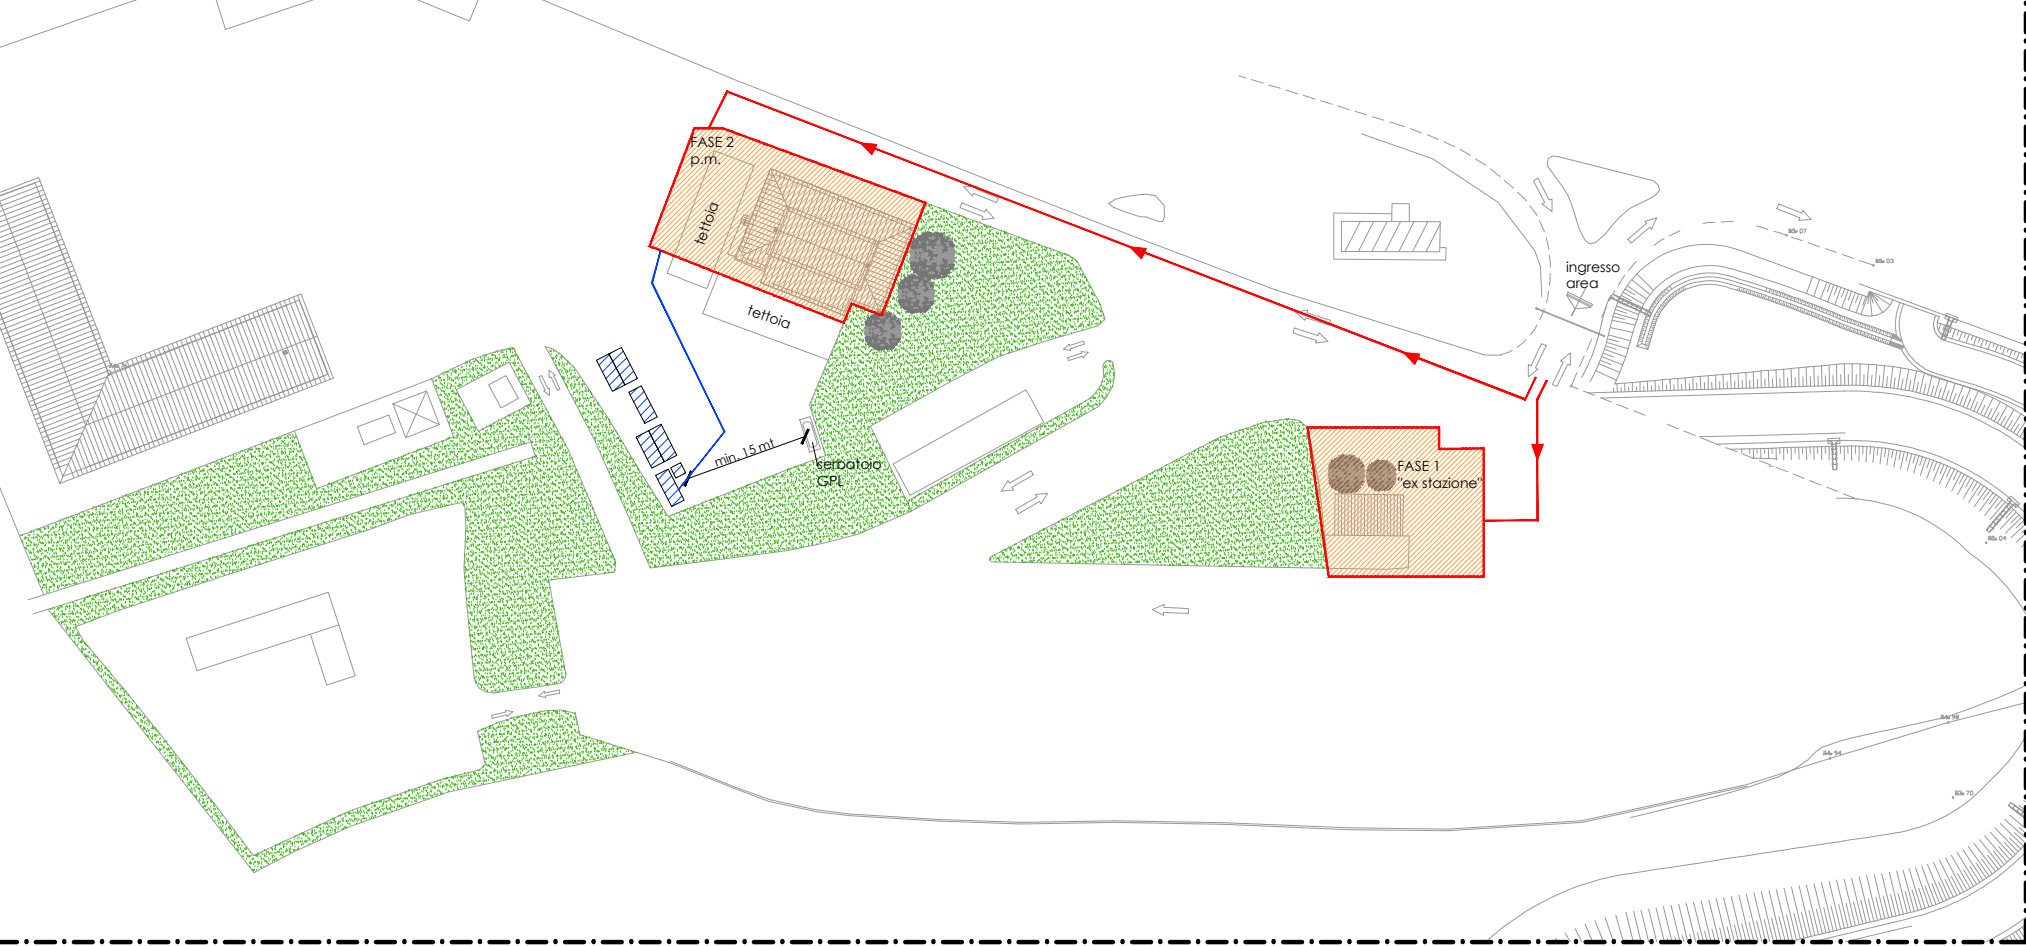 FASE 2
p.m.
tettoia
tettoia
ingresso
area
min. 15 mt
serbatoio
GPL
FASE 1
"ex stazione"